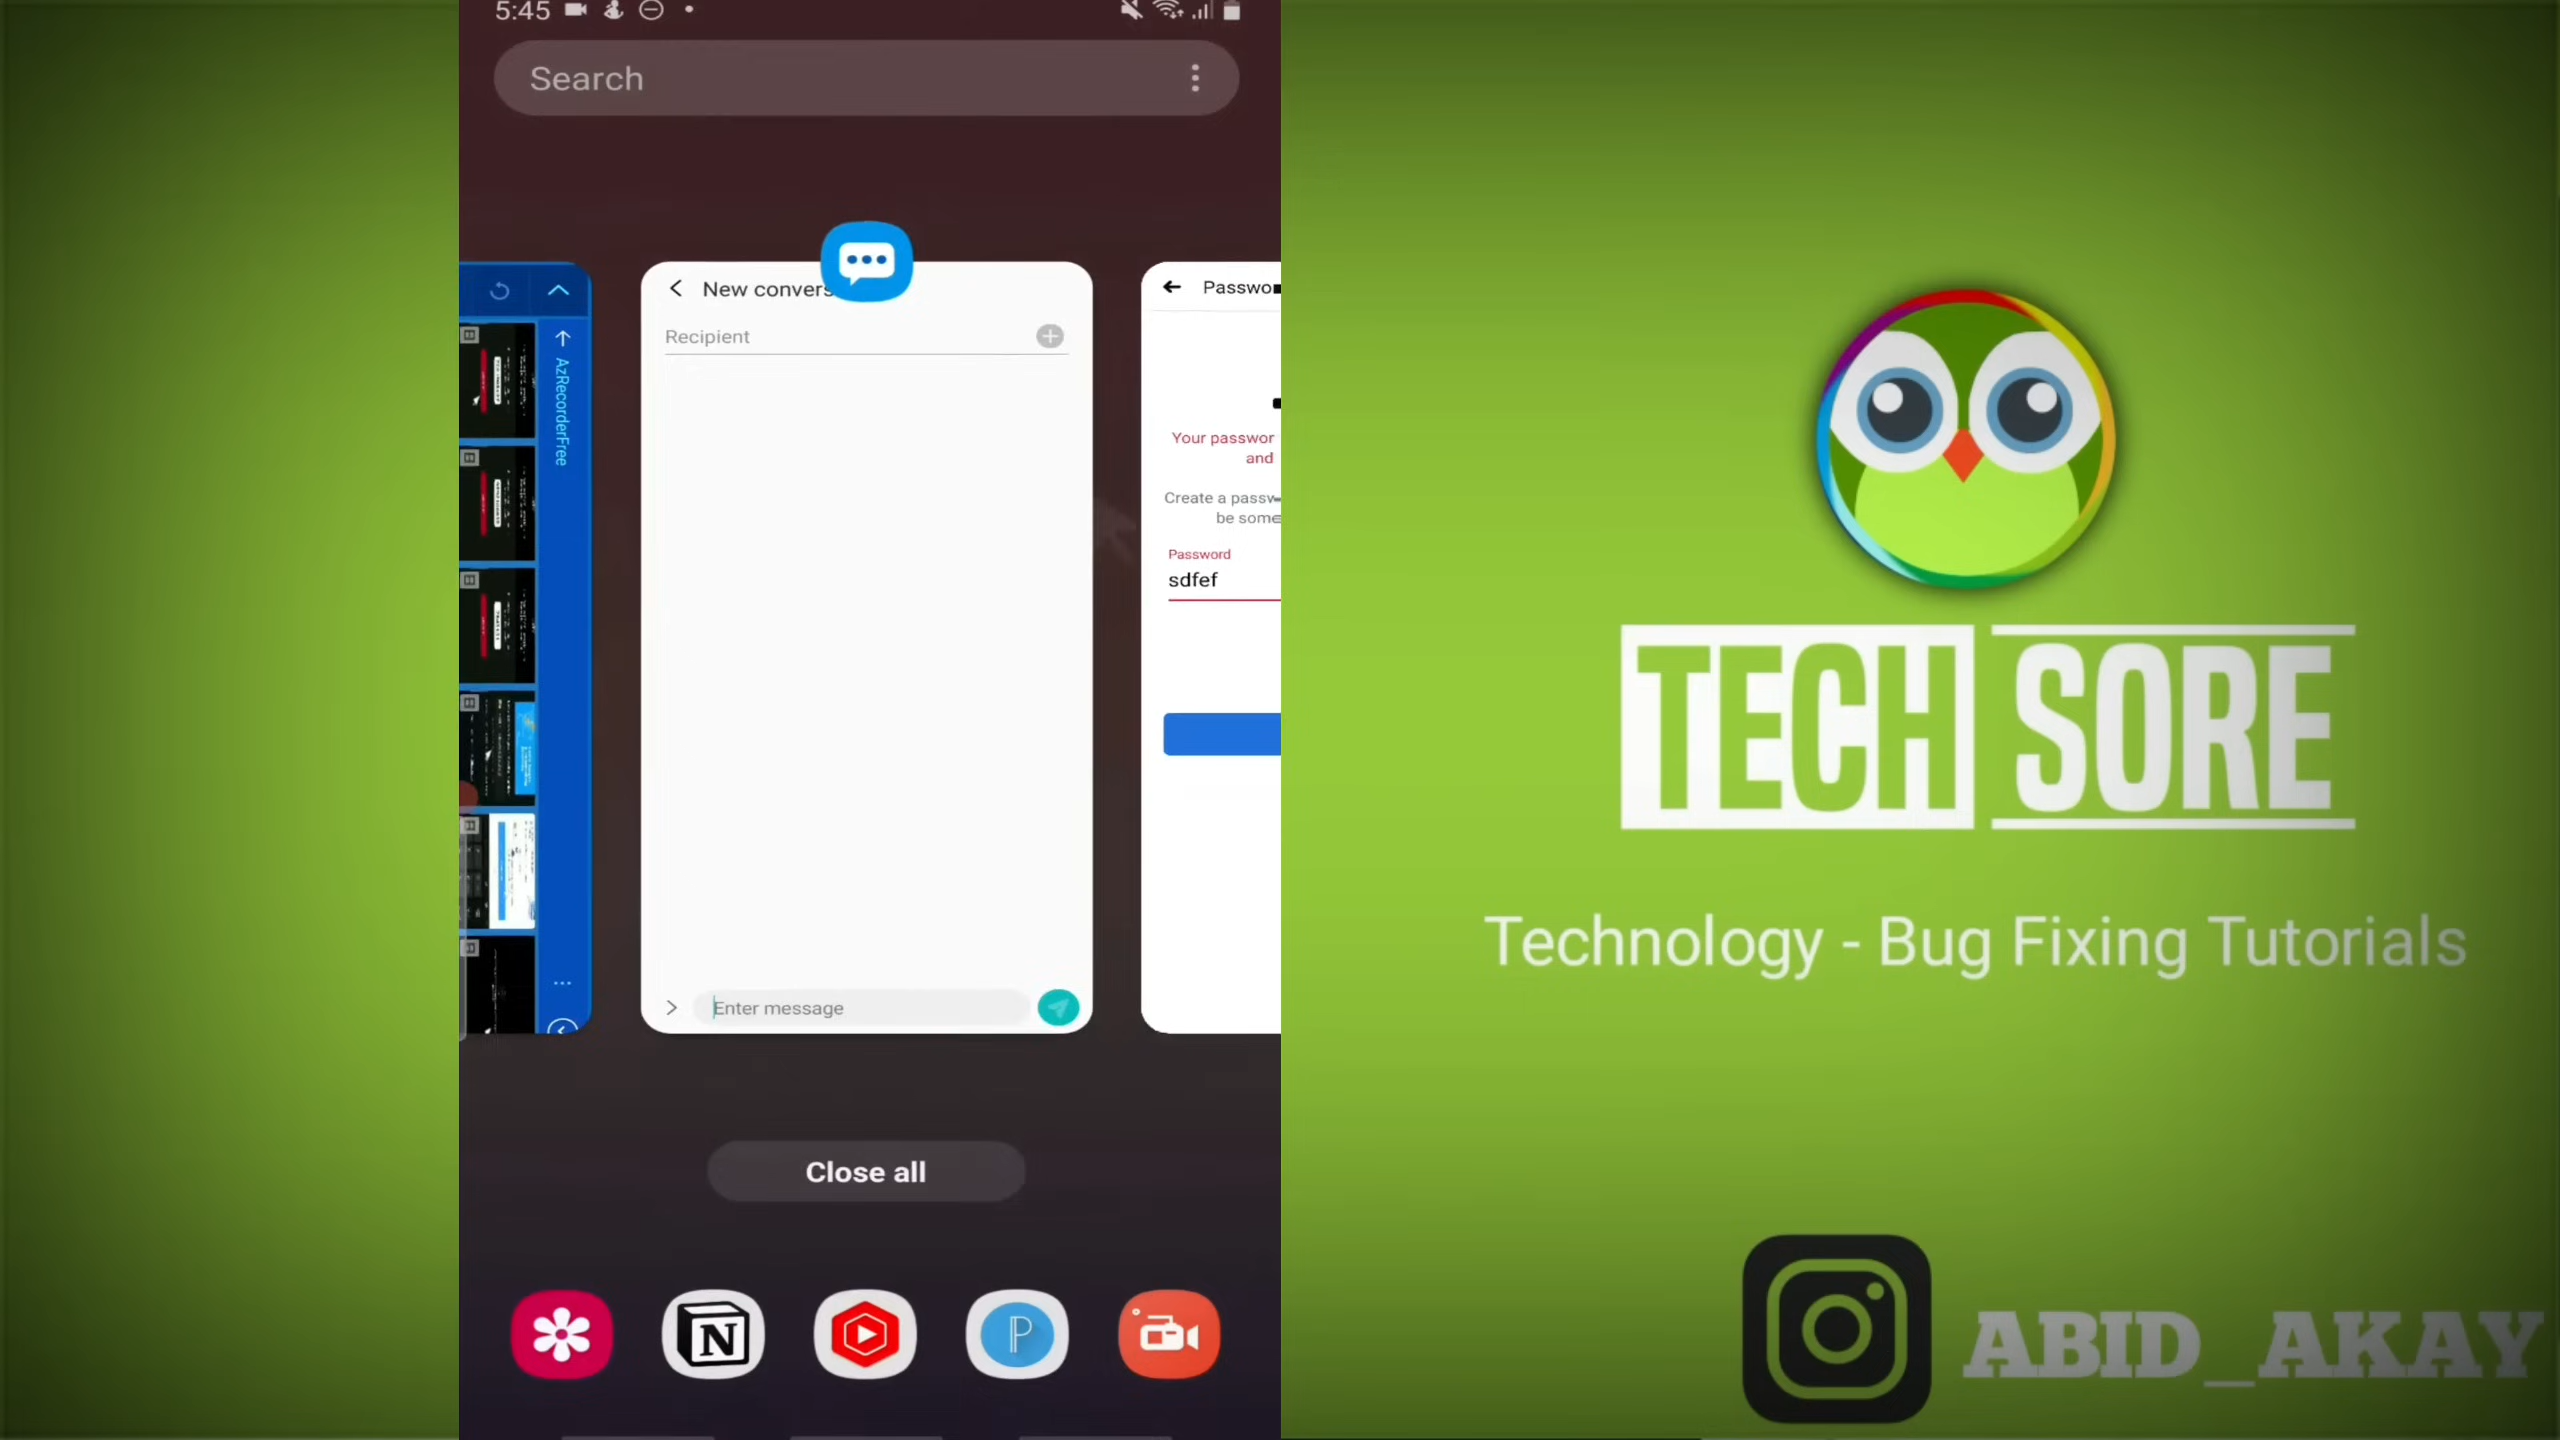 5:45
Search
New convers
Recipient
Enter message
AzRecorderFree
Passwo
Your passwor
and
Create a passw
be some
Password
sdfef
Close all
N
P
TECH SORE
Technology - Bug Fixing Tutorials
ABID_AKAY